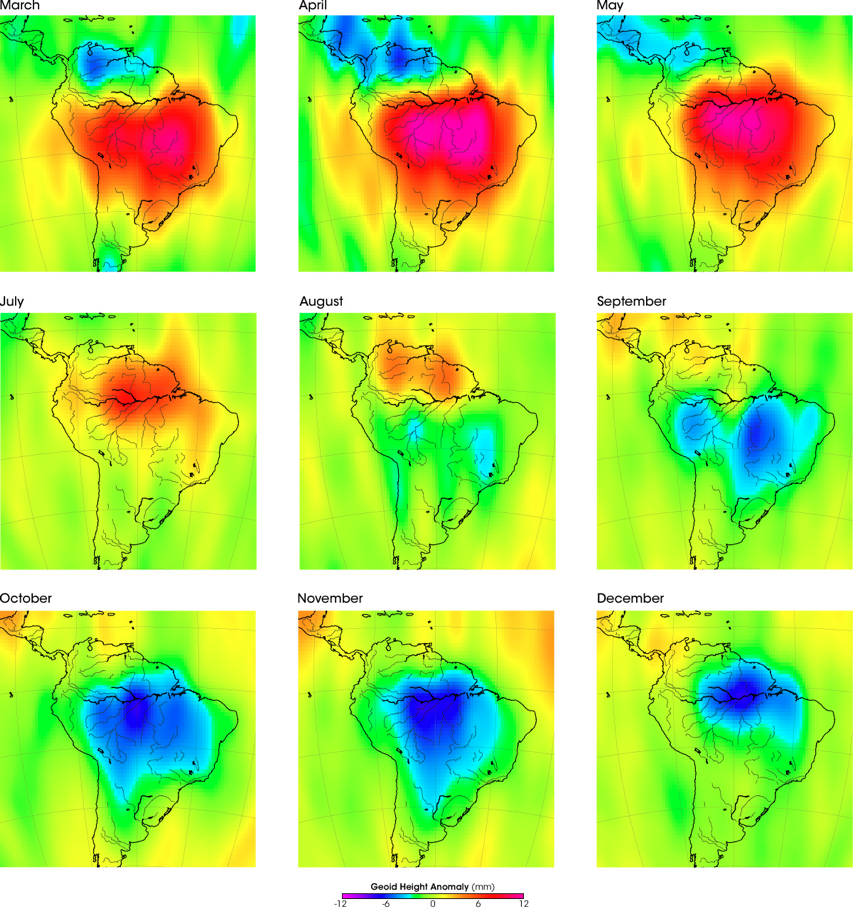 March
April
May
July
August
September
October
November
December
Geoid Height Anomaly (mm)
-12 -6 0 6 12